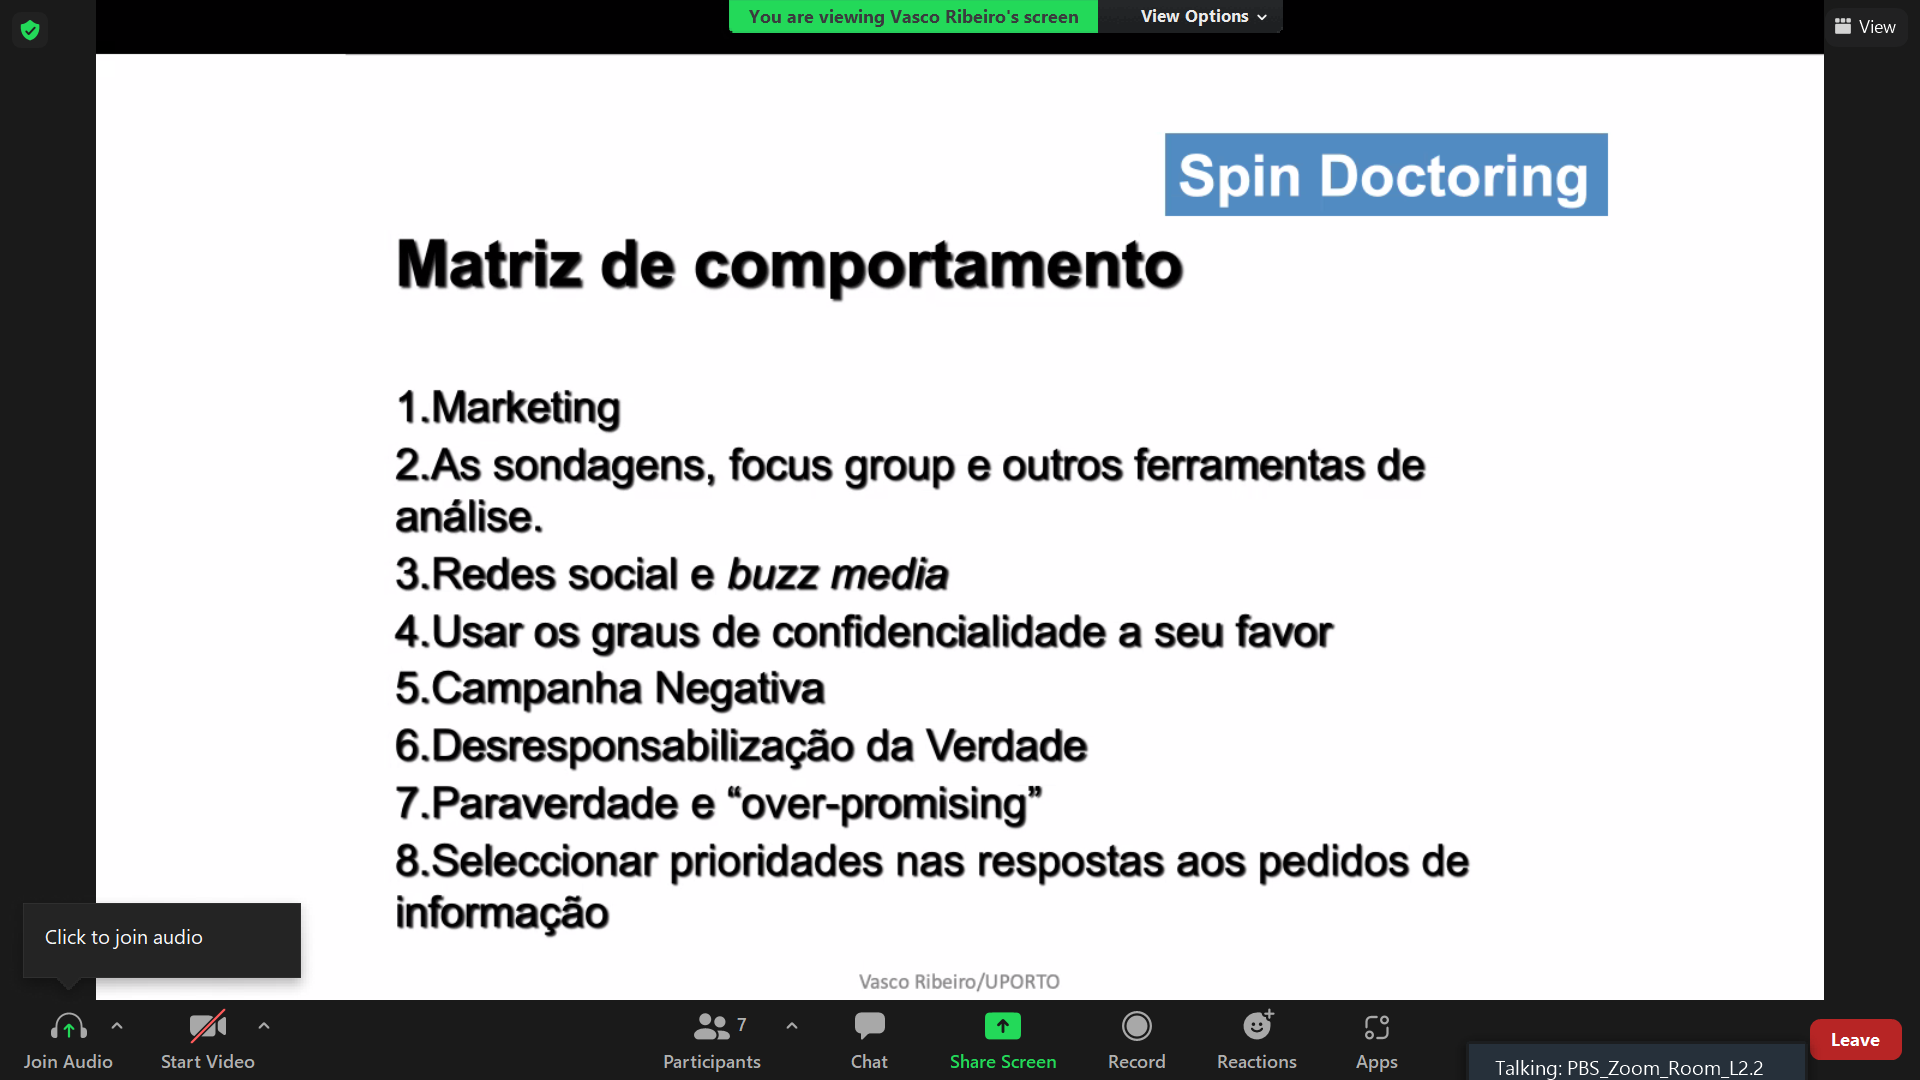 You are viewing Vasco Ribeiro's screen
View Options
View
Spin Doctoring
Matriz de comportamento
1.Marketing
2.As sondagens, focus group e outros ferramentas de
análise.
3.Redes social e buzz media
4.Usar os graus de confidencialidade a seu favor
5.Campanha Negativa
6.Desresponsabilização da Verdade
7.Paraverdade e “over-promising”
8.Seleccionar prioridades nas respostas aos pedidos de
informação
Vasco Ribeiro/UPORTO
Click to join audio
Join Audio
Start Video
7
Participants
Chat
Share Screen
Record
Reactions
Apps
Leave
Talking: PBS_Zoom_Room_L2.2